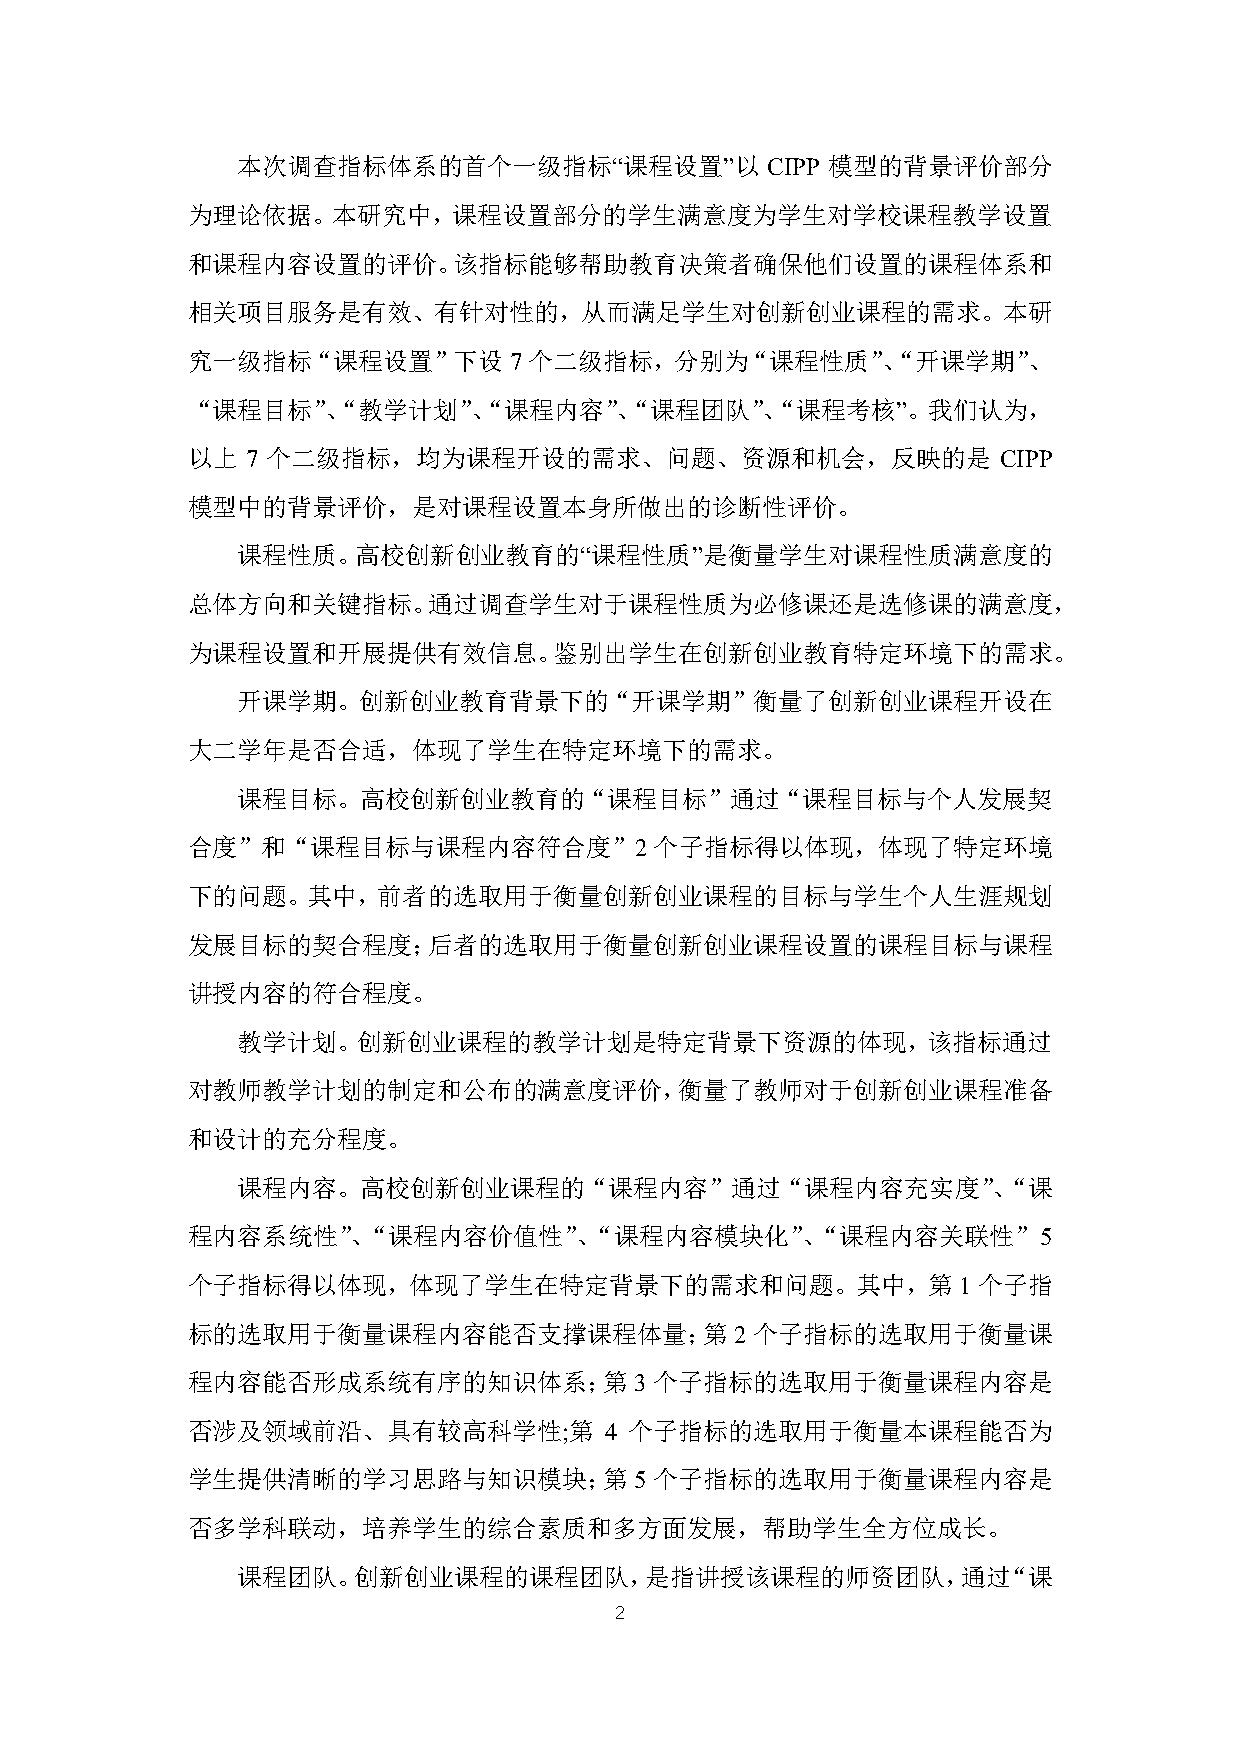 本次调查指标体系的首个一级指标“课程设置”以 CIPP 模型的背景评价部分
为理论依据。本研究中，课程设置部分的学生满意度为学生对学校课程教学设置
和课程内容设置的评价。该指标能够帮助教育决策者确保他们设置的课程体系和
相关项目服务是有效、有针对性的，从而满足学生对创新创业课程的需求。本研
究一级指标“课程设置”下设 7 个二级指标，分别为“课程性质”、“开课学期”、
“课程目标”、“教学计划”、“课程内容”、“课程团队”、“课程考核”。我们认为，
以上 7 个二级指标，均为课程开设的需求、问题、资源和机会，反映的是 CIPP
模型中的背景评价，是对课程设置本身所做出的诊断性评价。
课程性质。高校创新创业教育的“课程性质”是衡量学生对课程性质满意度的
总体方向和关键指标。通过调查学生对于课程性质为必修课还是选修课的满意度，
为课程设置和开展提供有效信息。鉴别出学生在创新创业教育特定环境下的需求。
开课学期。创新创业教育背景下的“开课学期”衡量了创新创业课程开设在
大二学年是否合适，体现了学生在特定环境下的需求。
课程目标。高校创新创业教育的“课程目标”通过“课程目标与个人发展契
合度”和“课程目标与课程内容符合度”2 个子指标得以体现，体现了特定环境
下的问题。其中，前者的选取用于衡量创新创业课程的目标与学生个人生涯规划
发展目标的契合程度；后者的选取用于衡量创新创业课程设置的课程目标与课程
讲授内容的符合程度。
教学计划。创新创业课程的教学计划是特定背景下资源的体现，该指标通过
对教师教学计划的制定和公布的满意度评价，衡量了教师对于创新创业课程准备
和设计的充分程度。
课程内容。高校创新创业课程的“课程内容”通过“课程内容充实度”、“课
程内容系统性”、“课程内容价值性”、“课程内容模块化”、“课程内容关联性” 5
个子指标得以体现，体现了学生在特定背景下的需求和问题。其中，第 1 个子指
标的选取用于衡量课程内容能否支撑课程体量；第 2 个子指标的选取用于衡量课
程内容能否形成系统有序的知识体系；第 3 个子指标的选取用于衡量课程内容是
否涉及领域前沿、具有较高科学性;第 4 个子指标的选取用于衡量本课程能否为
学生提供清晰的学习思路与知识模块；第 5 个子指标的选取用于衡量课程内容是
否多学科联动，培养学生的综合素质和多方面发展，帮助学生全方位成长。
课程团队。创新创业课程的课程团队，是指讲授该课程的师资团队，通过“课
2